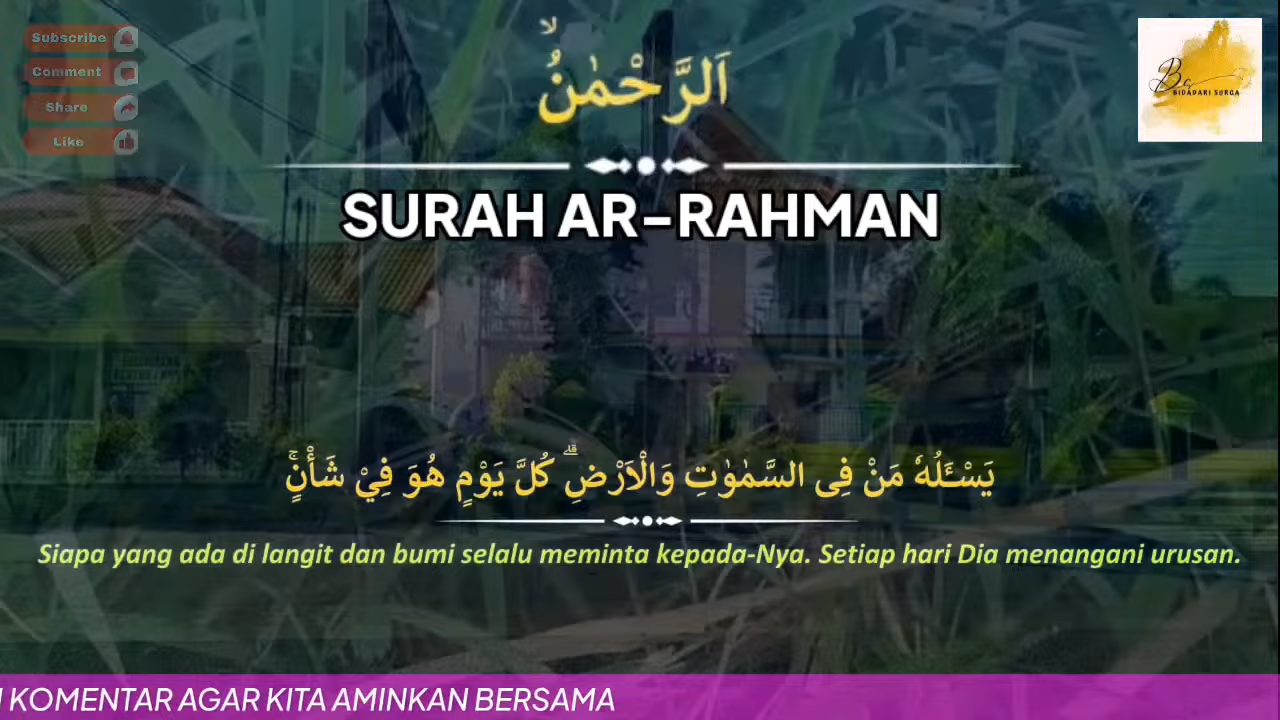 Subscribe
Comment
Share
Like
اَلرَّحْمٰنُۙ
Bs
BIDADARI SURGA
SURAH AR-RAHMAN
يَسْـَٔلُهٗ مَنْ فِى السَّمٰوٰتِ وَالْاَرْضِۗ كُلَّ يَوْمٍ هُوَ فِيْ شَأْنٍۚ
Siapa yang ada di langit dan bumi selalu meminta kepada-Nya. Setiap hari Dia menangani urusan.
KOMENTAR AGAR KITA AMINKAN BERSAMA